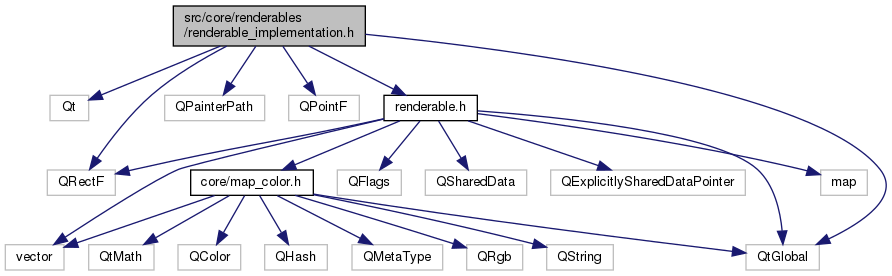 src/core/renderables
/renderable_implementation.h
Qt
QPainterPath
QPointF
renderable.h
QRectF
core/map_color.h
QFlags
QSharedData
QExplicitlySharedDataPointer
map
vector
QtMath
QColor
QHash
QMetaType
QRgb
QString
QtGlobal